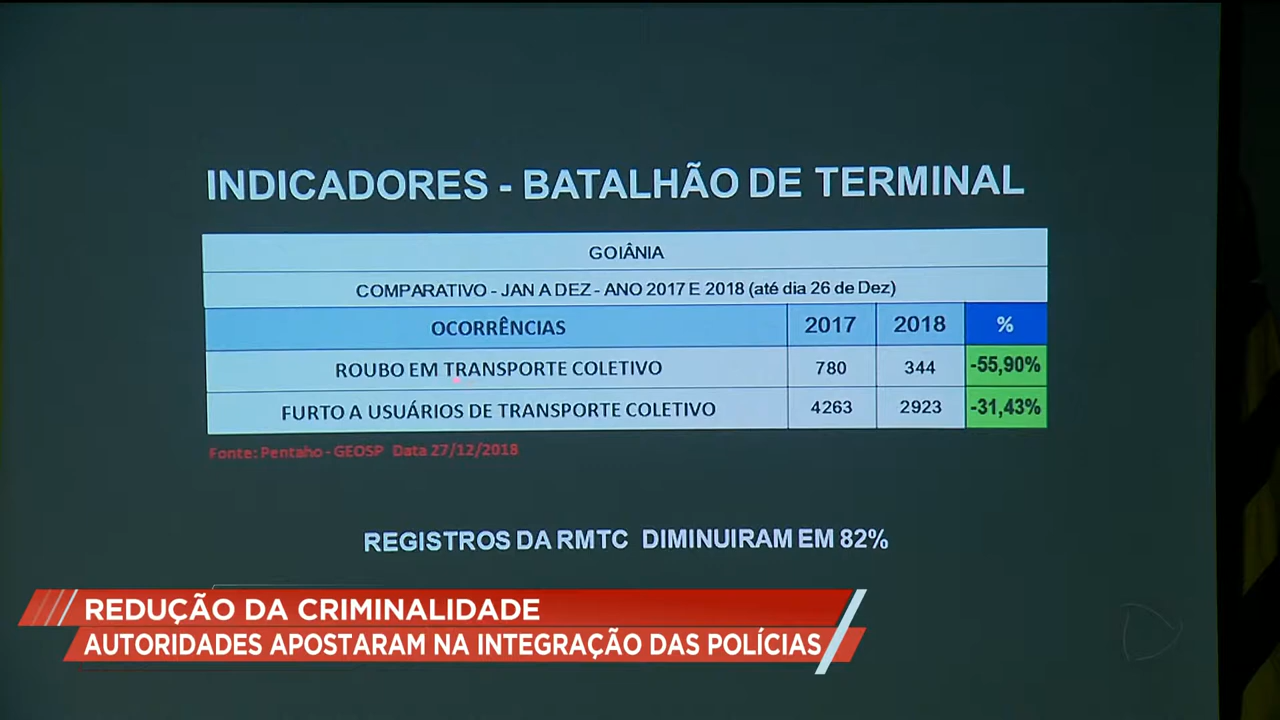 INDICADORES - BATALHÃO DE TERMINAL
GOIÂNIA
COMPARATIVO - JAN A DEZ - ANO 2017 E 2018 (até dia 26 de Dez)
OCORRÊNCIAS 2017 2018 %
ROUBO EM TRANSPORTE COLETIVO 780 344 -55,90%
FURTO A USUÁRIOS DE TRANSPORTE COLETIVO 4263 2923 -31,43%
Fonte: Pentaho - GEOSP Data 27/12/2018
REGISTROS DA RMTC DIMINUIRAM EM 82%
REDUÇÃO DA CRIMINALIDADE
AUTORIDADES APOSTARAM NA INTEGRAÇÃO DAS POLÍCIAS